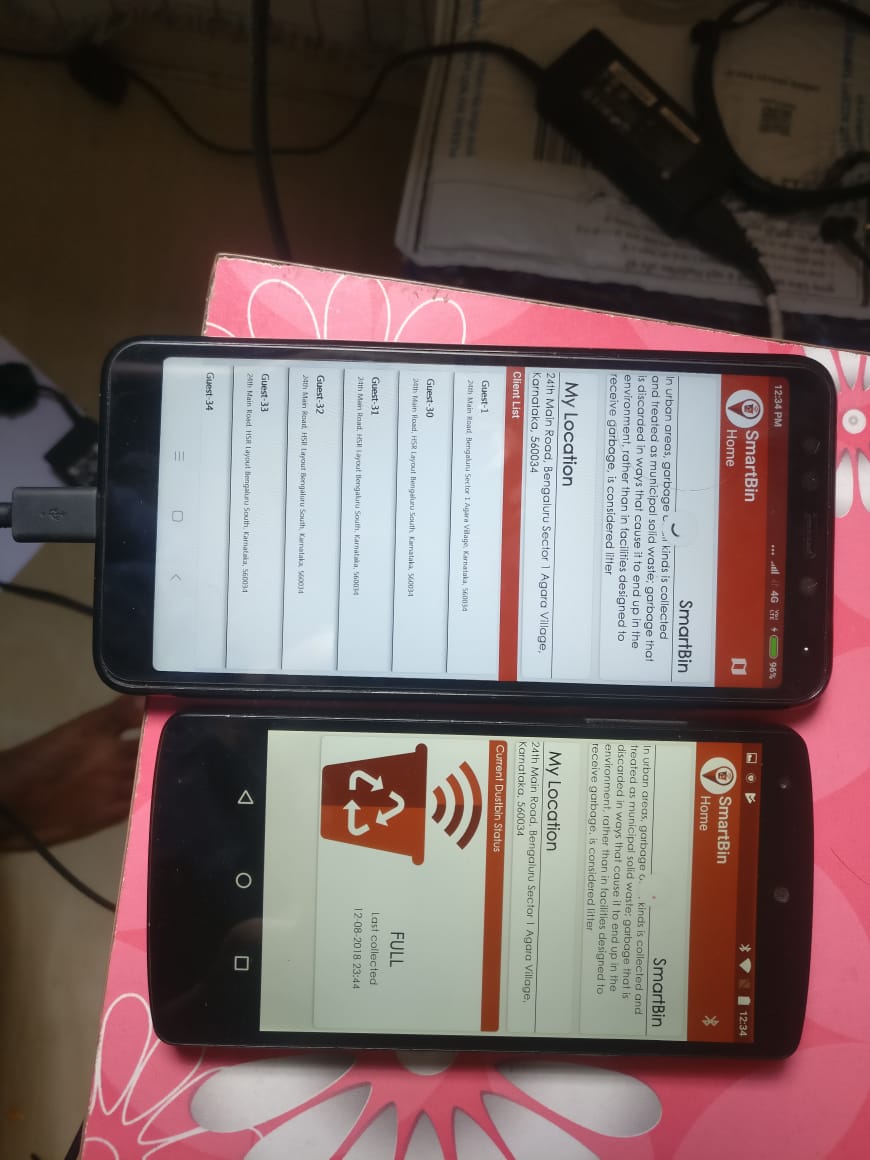 12:34 PM
4G
VoLTE
96%
SmartBin
Home
SmartBin
In urban areas, garbage kinds is collected
and treated as municipal solid waste; garbage that
is discarded in ways that cause it to end up in the
environment, rather than in facilities designed to
receive garbage, is considered litter
My Location
24th Main Road, Bengaluru Sector 1 Agara Village,
Karnataka, 560034
Client List
Guest-1
24th Main Road, Bengaluru Sector 1 Agara Village, Karnataka, 560034
Guest-30
24th Main Road, HSR Layout Bengaluru South, Karnataka, 560034
Guest-31
24th Main Road, HSR Layout Bengaluru South, Karnataka, 560034
Guest-32
24th Main Road, HSR Layout Bengaluru South, Karnataka, 560034
Guest-33
24th Main Road, HSR Layout Bengaluru South, Karnataka, 560034
Guest-34
12:34
SmartBin
Home
SmartBin
In urban areas, garbage kinds is collected and
treated as municipal solid waste; garbage that is
discarded in ways that cause it to end up in the
environment, rather than in facilities designed to
receive garbage, is considered litter
My Location
24th Main Road, Bengaluru Sector 1 Agara Village,
Karnataka, 560034
Current Dustbin Status
FULL
Last collected
12-08-2018 23:44